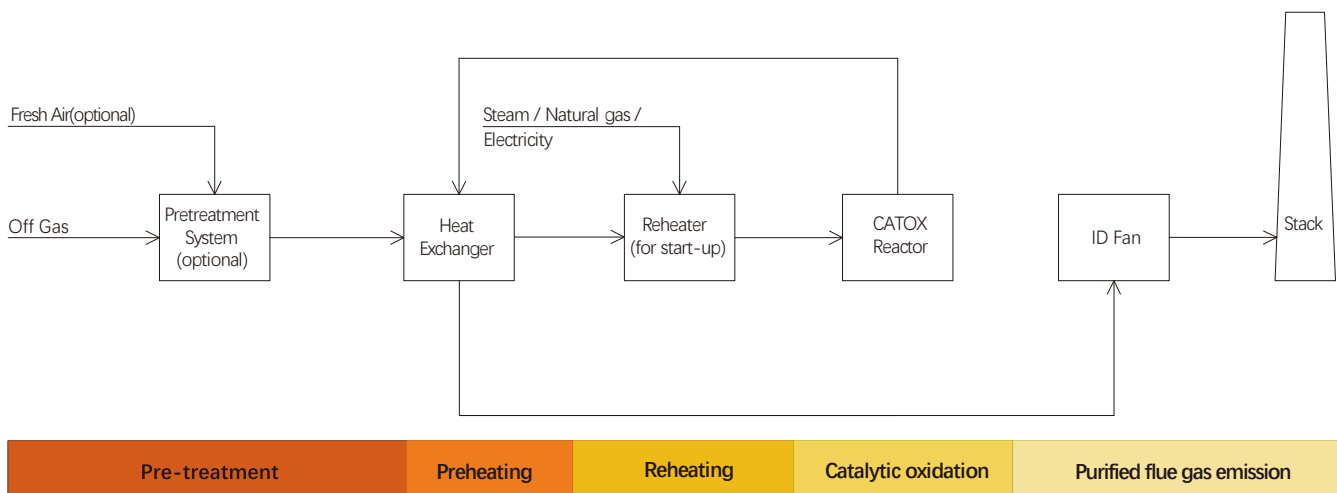 Fresh Air(optional)
Steam / Natural gas /
Electricity
Off Gas
Pretreatment
System
(optional)
Heat
Exchanger
Reheater
(for start-up)
CATOX
Reactor
ID Fan
Stack
Pre-treatment
Preheating
Reheating
Catalytic oxidation
Purified flue gas emission